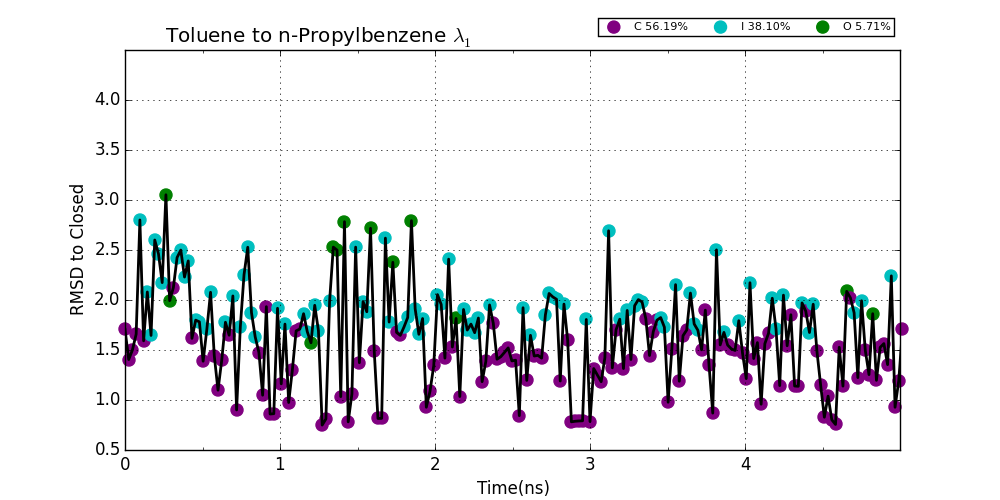 Toluene to n-Propylbenzene λ₁
C 56.19% I 38.10% O 5.71%
RMSD to Closed
4.0
3.5
3.0
2.5
2.0
1.5
1.0
0.5
0 1 2 3 4
Time(ns)